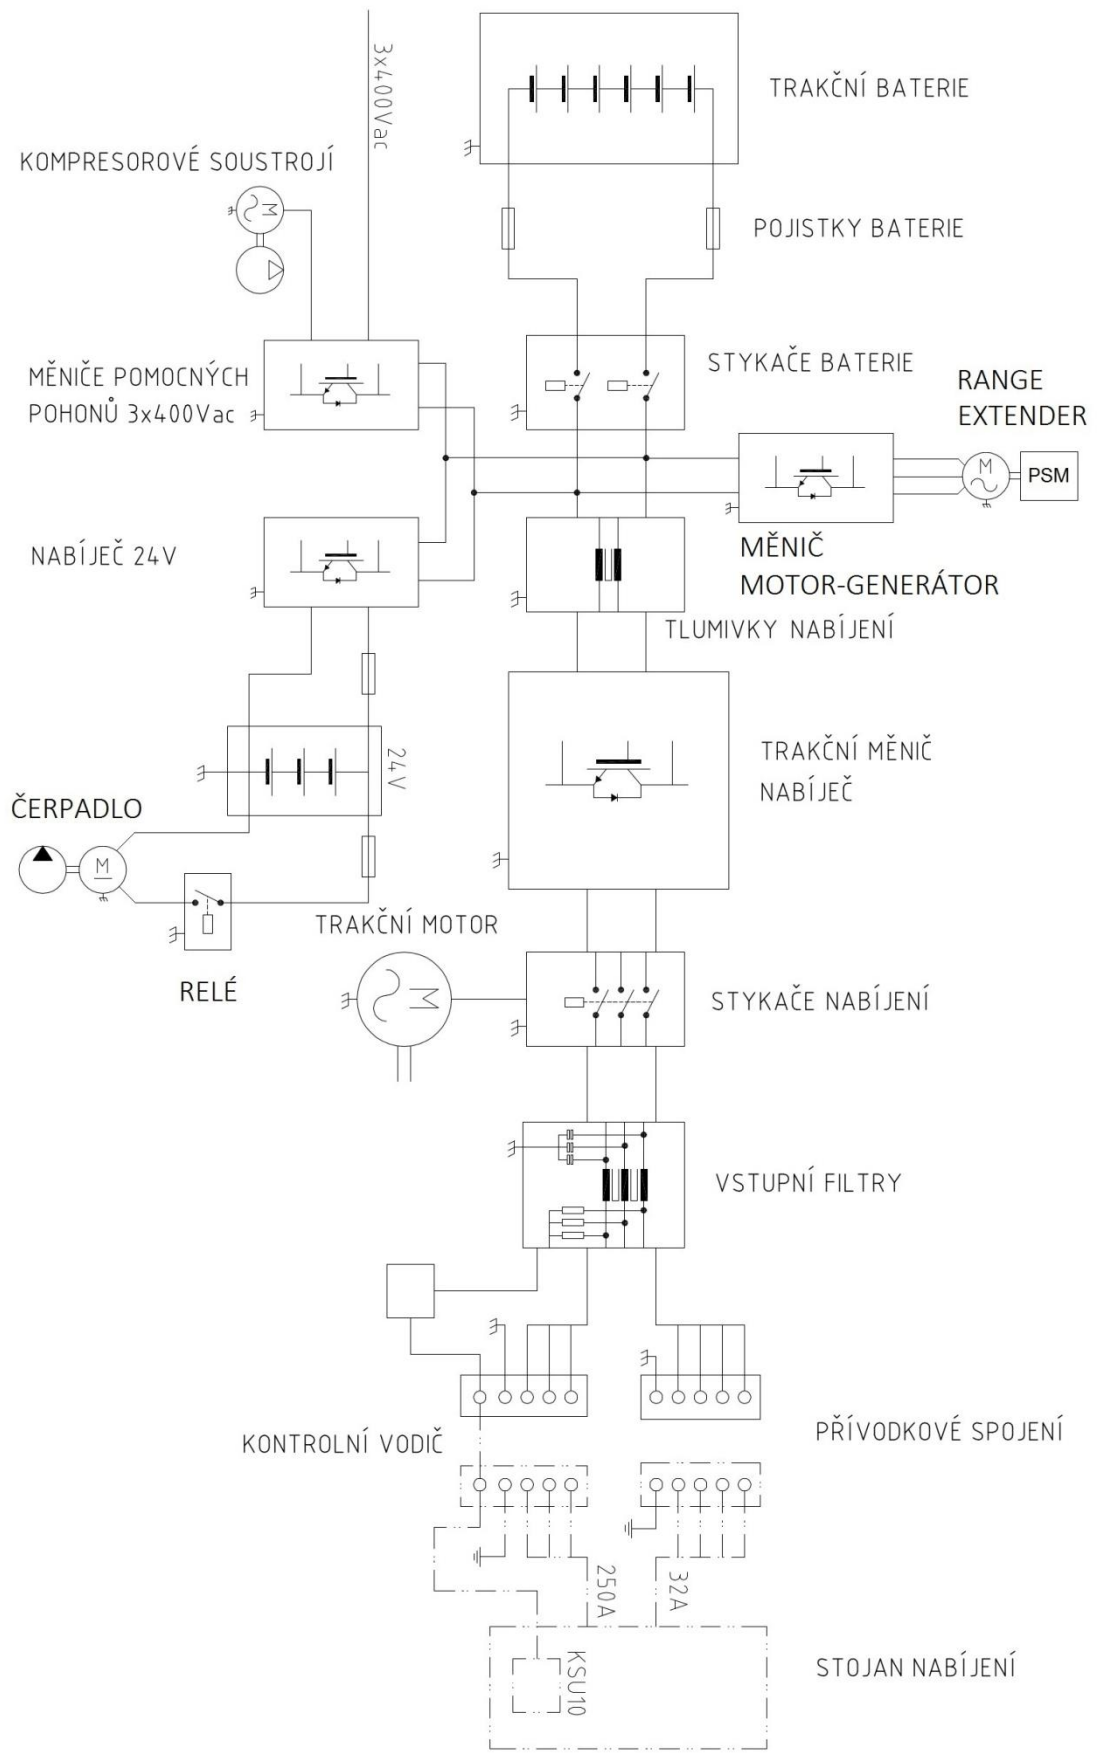 3x400Vac
TRAKČNÍ BATERIE
KOMPRESOROVÉ SOUSTROJÍ
M
POJISTKY BATERIE
MĚNIČE POMOCNÝCH
POHONŮ 3x400Vac
STYKAČE BATERIE
RANGE
EXTENDER
M
PSM
NABÍJEČ 24V
MĚNIČ
MOTOR-GENERÁTOR
TLUMIVKY NABÍJENÍ
24V
TRAKČNÍ MĚNIČ
NABÍJEČ
ČERPADLO
M
TRAKČNÍ MOTOR
RELÉ
M
STYKAČE NABÍJENÍ
VSTUPNÍ FILTRY
KONTROLNÍ VODIČ
PŘÍVODKOVÉ SPOJENÍ
250A
32A
KSU10
STOJAN NABÍJENÍ